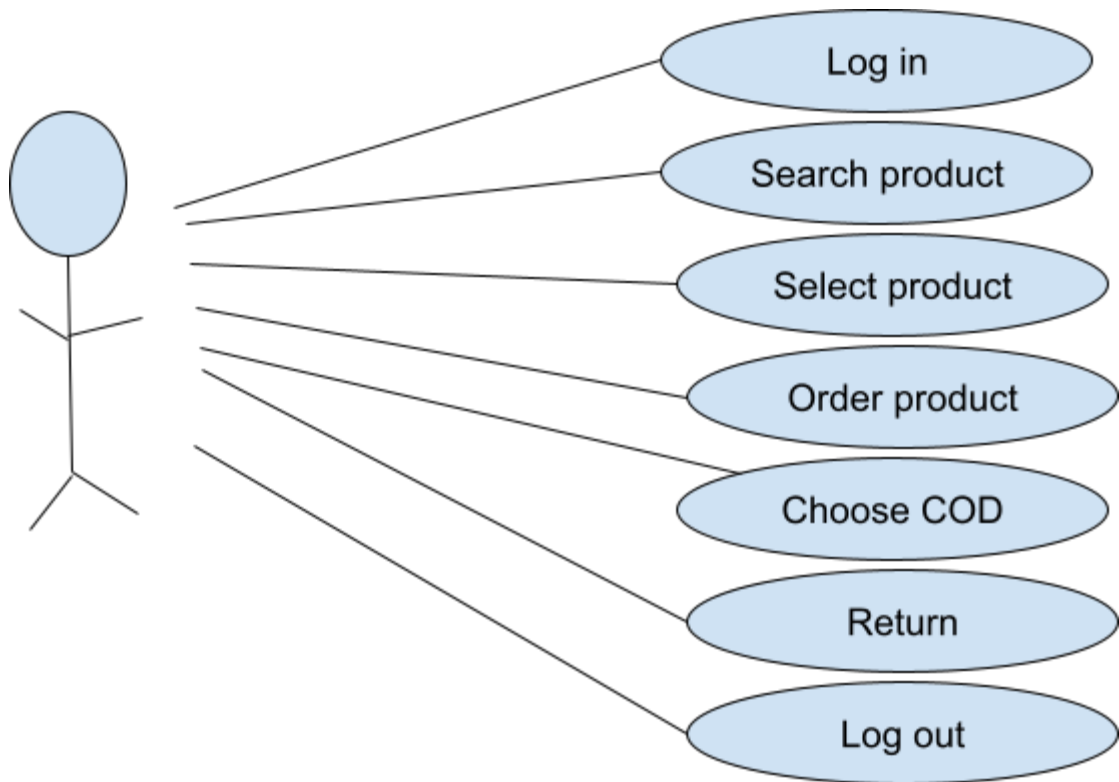 Log in
Search product
Select product
Order product
Choose COD
Return
Log out